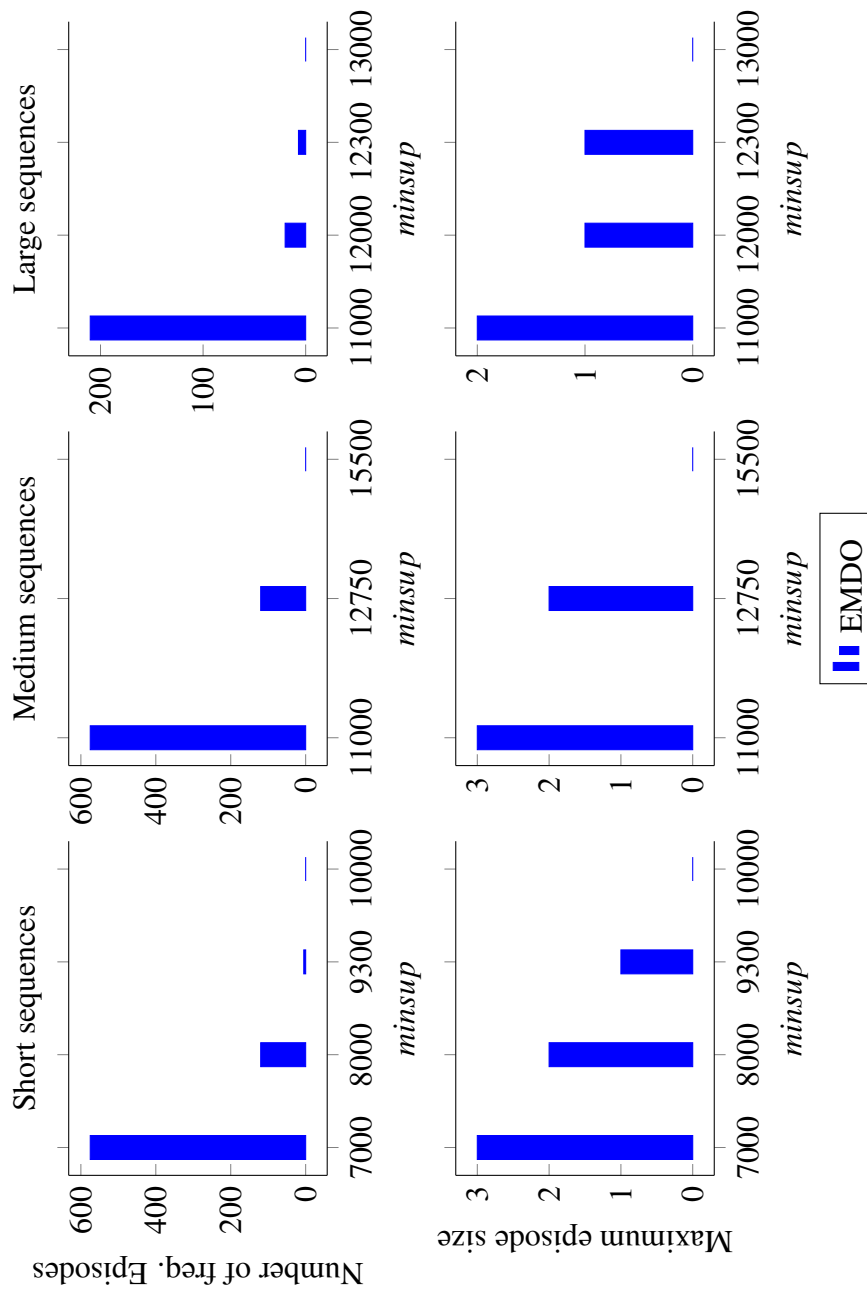 Short sequences
Medium sequences
Large sequences
Number of freq. Episodes
600
400
200
0
7000 8000 9300 10000
minsup
600
400
200
0
11000 12750 15500
minsup
200
100
0
11000 12000 12300 13000
minsup
Maximum episode size
3
2
1
0
7000 8000 9300 10000
minsup
3
2
1
0
11000 12750 15500
minsup
2
1
0
11000 12000 12300 13000
minsup
EMDO